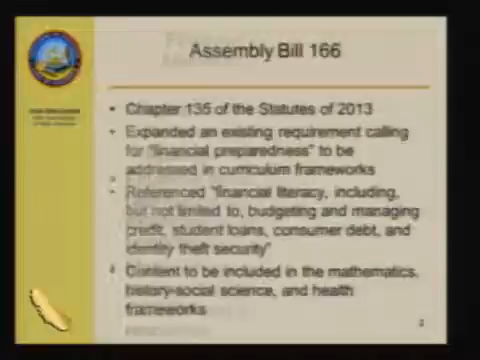 Assembly Bill 166
• Chapter 135 of the Statutes of 2013
• Expanded an existing requirement calling
for "financial preparedness" to be
addressed in curriculum frameworks
• Referenced "financial literacy, including,
but not limited to, budgeting and managing
credit, student loans, consumer debt, and
identity theft security"
• Content to be included in the mathematics,
history-social science, and health
frameworks